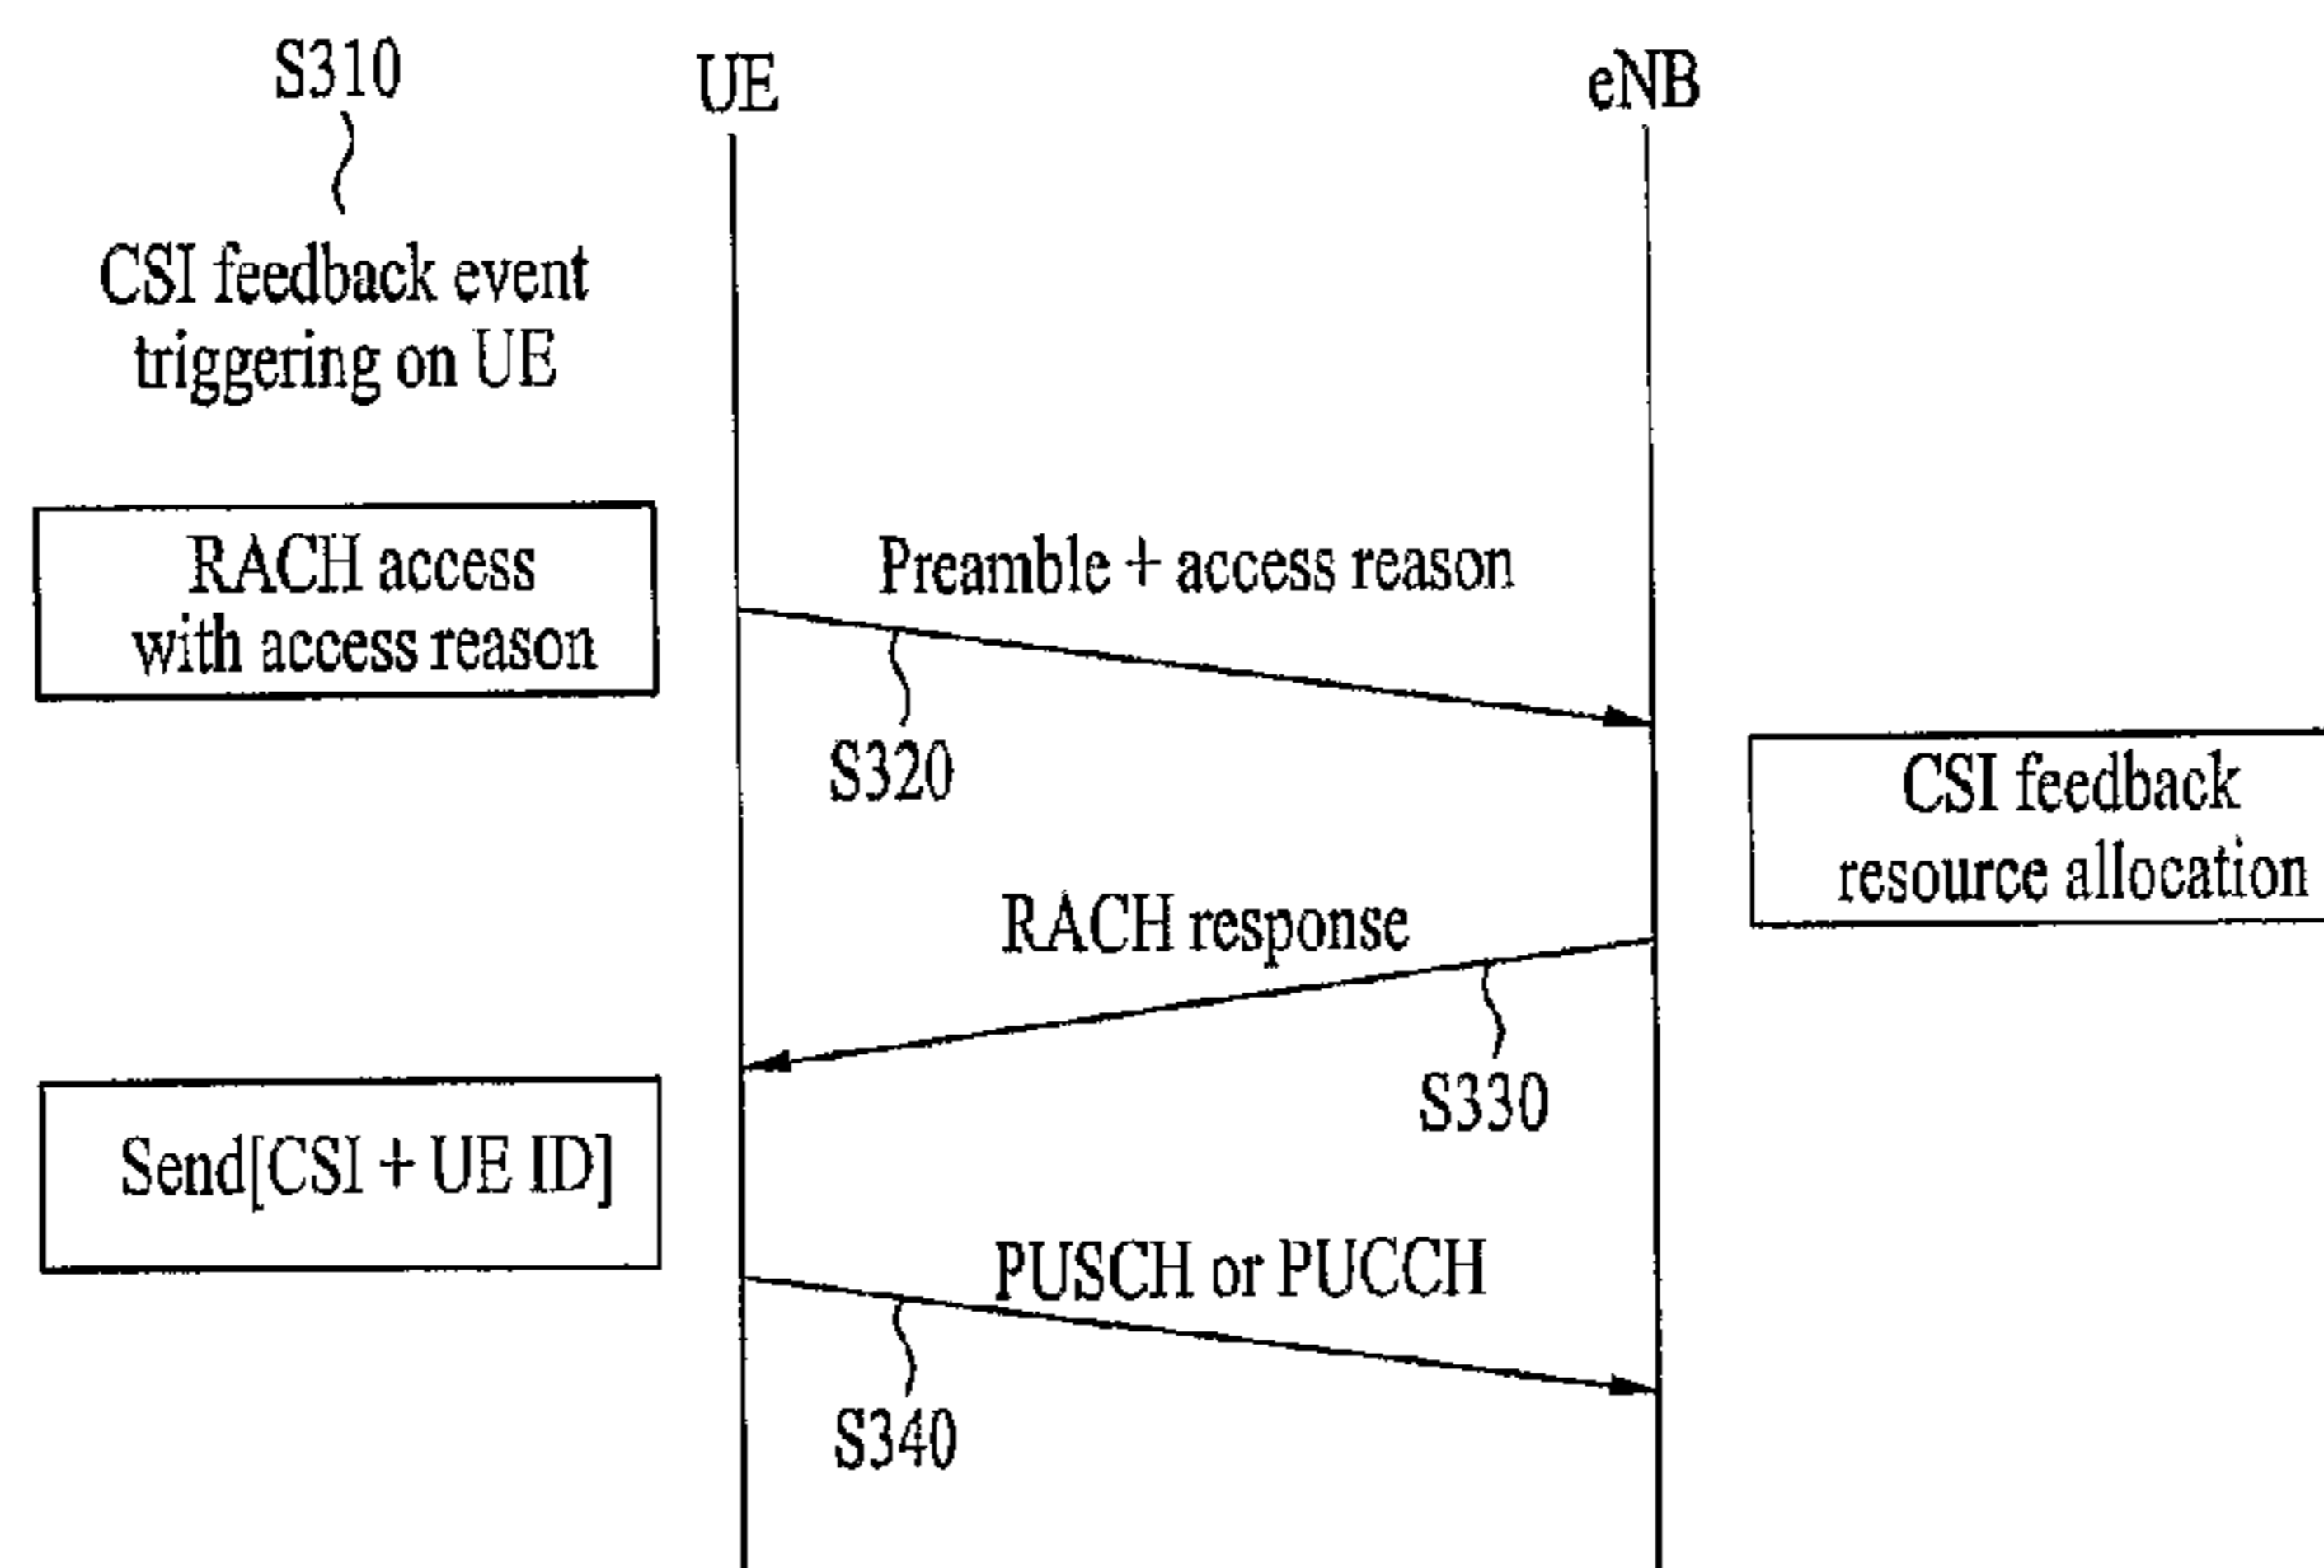 S310
UE
eNB
CSI feedback event
triggering on UE
RACH access
with access reason
Preamble + access reason
S320
CSI feedback
resource allocation
RACH response
S330
Send[CSI + UE ID]
PUSCH or PUCCH
S340